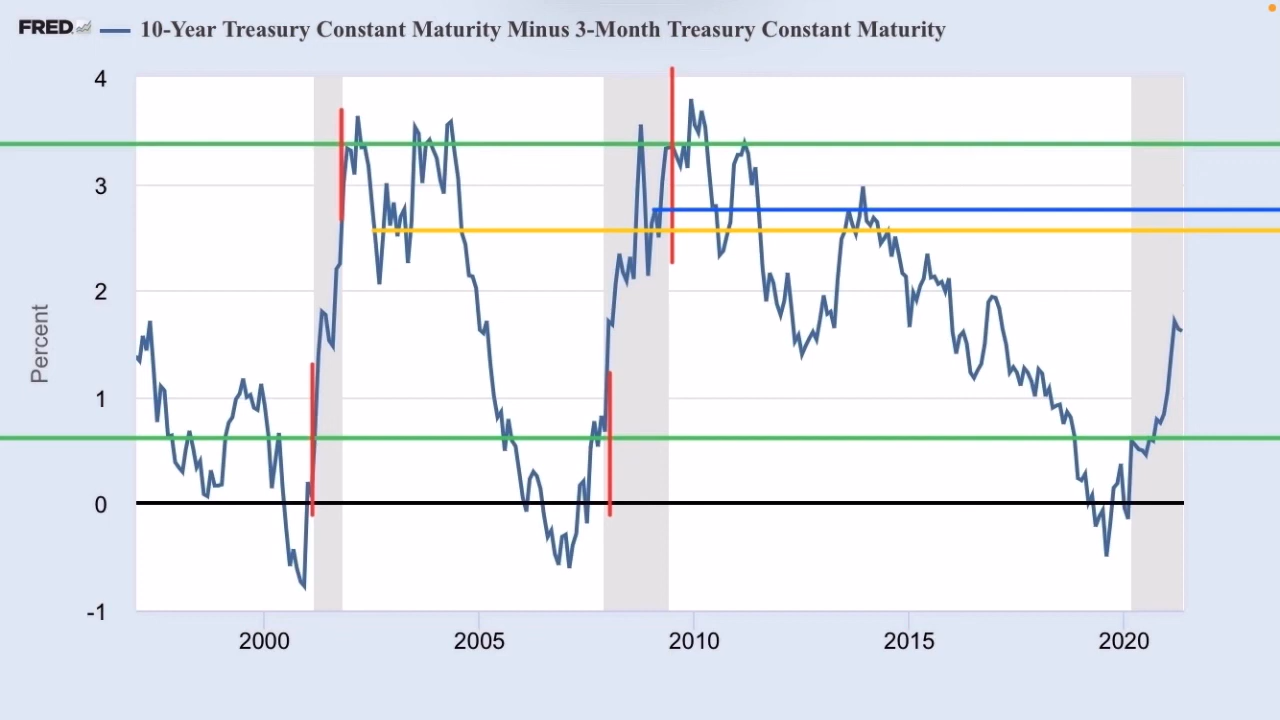 FRED 10-Year Treasury Constant Maturity Minus 3-Month Treasury Constant Maturity
4
3
2
1
0
-1
Percent
2000 2005 2010 2015 2020